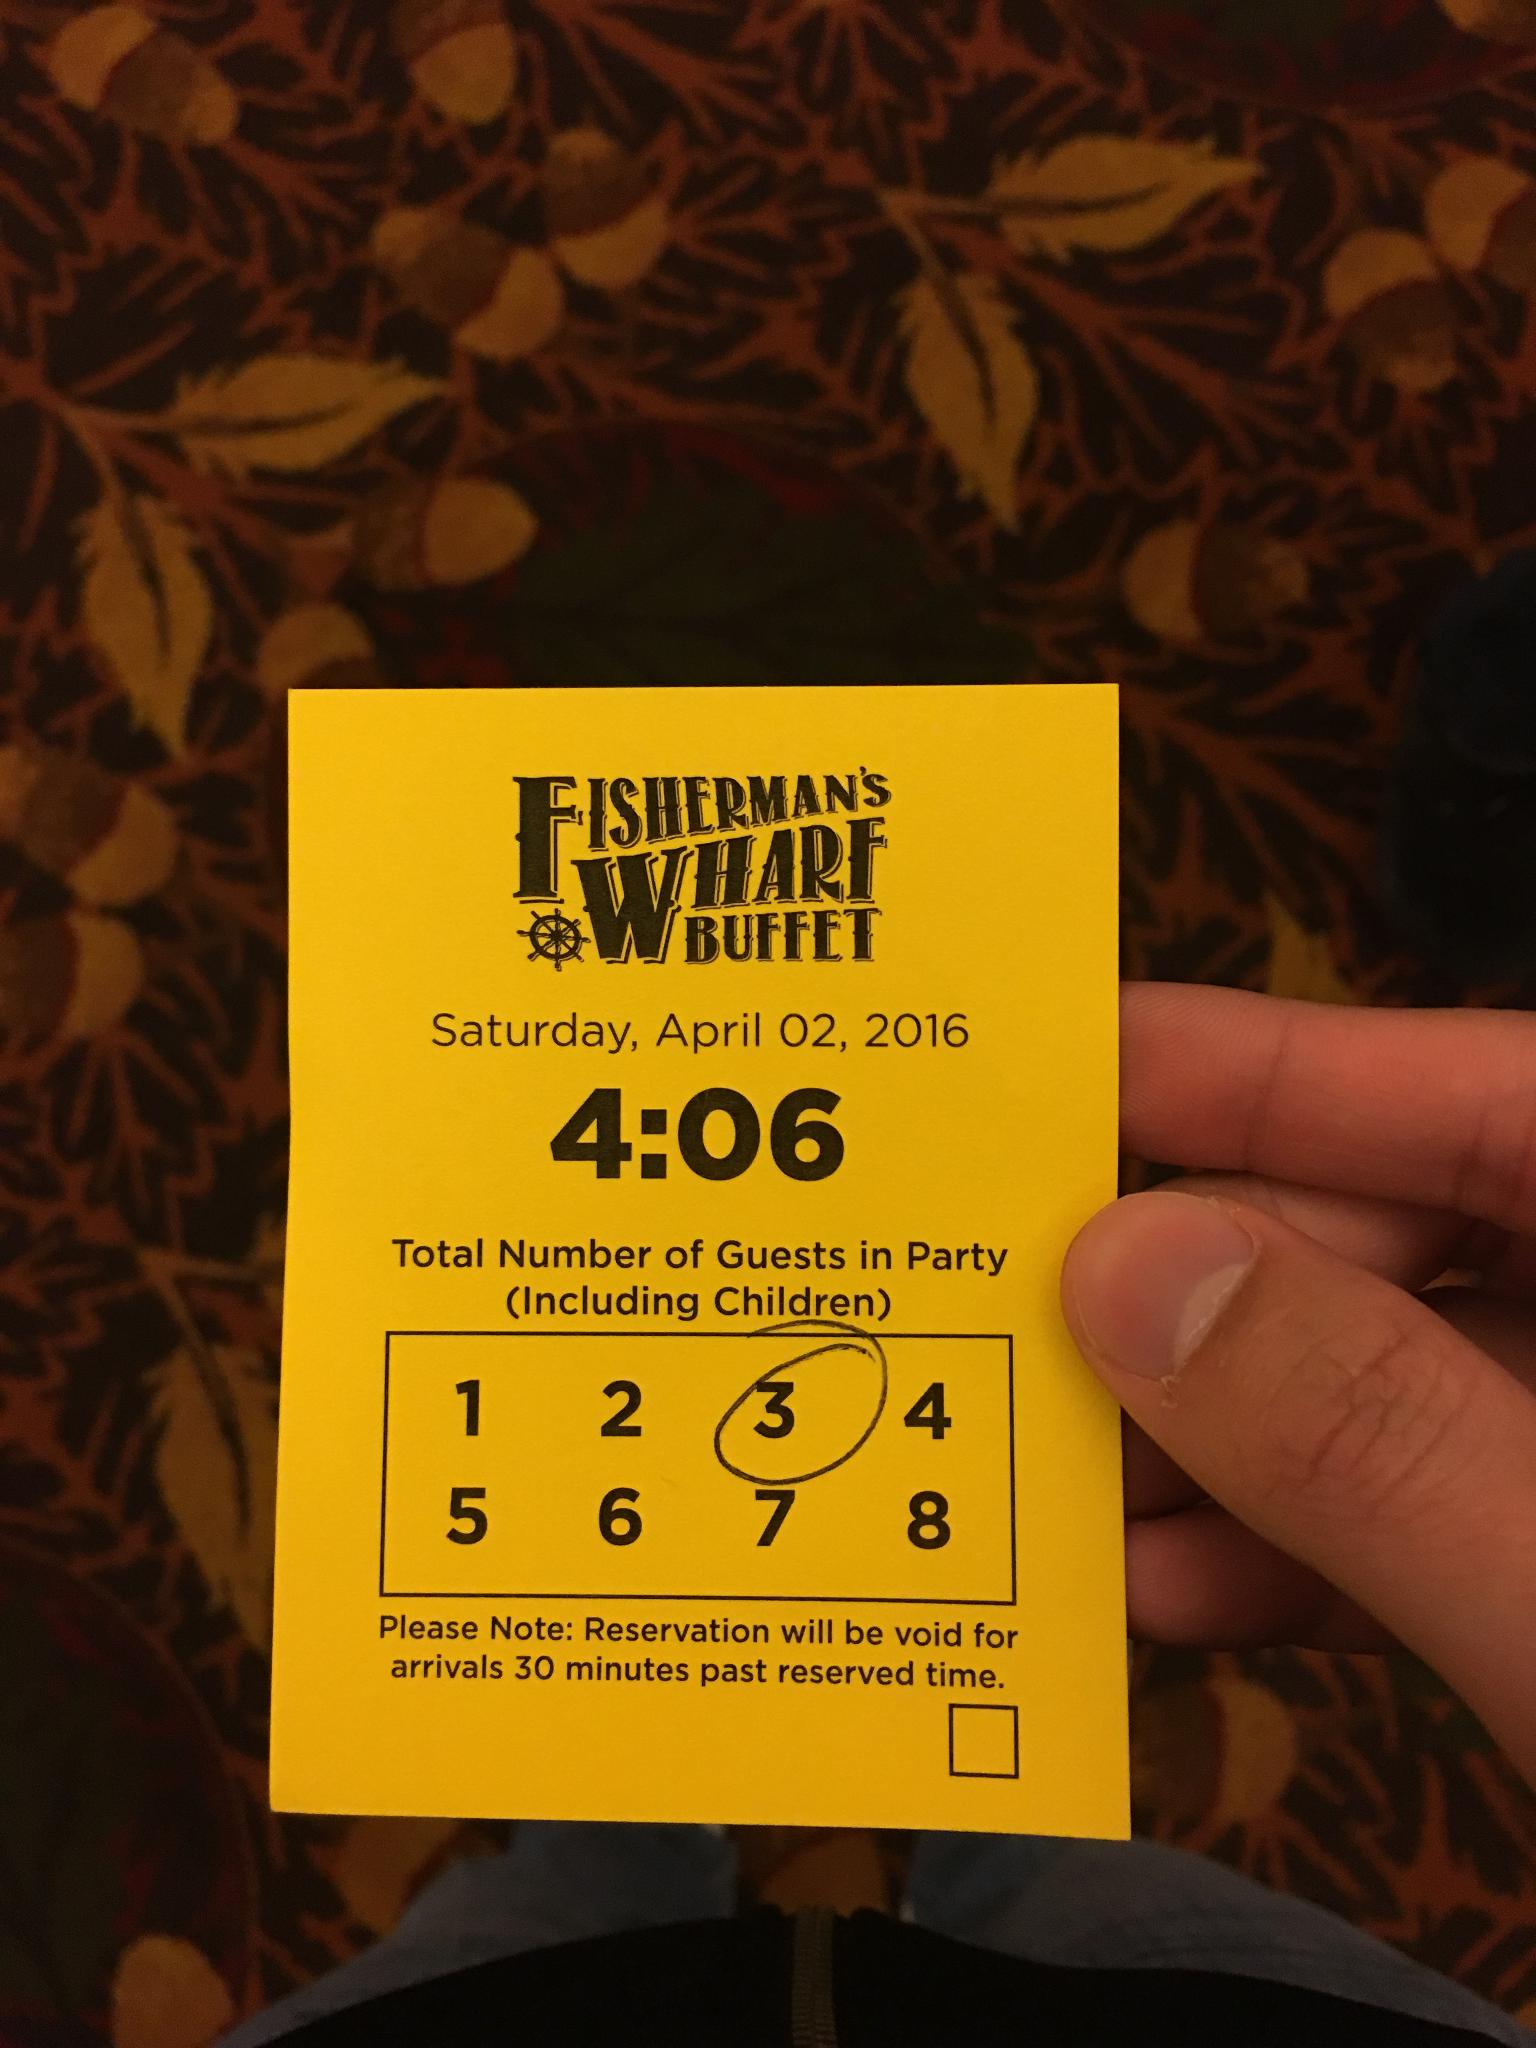 FISHERMAN'S
WHARF
BUFFET
Saturday, April 02, 2016
4:06
Total Number of Guests in Party
(Including Children)
1 2 3 4
5 6 7 8
Please Note: Reservation will be void for
arrivals 30 minutes past reserved time.